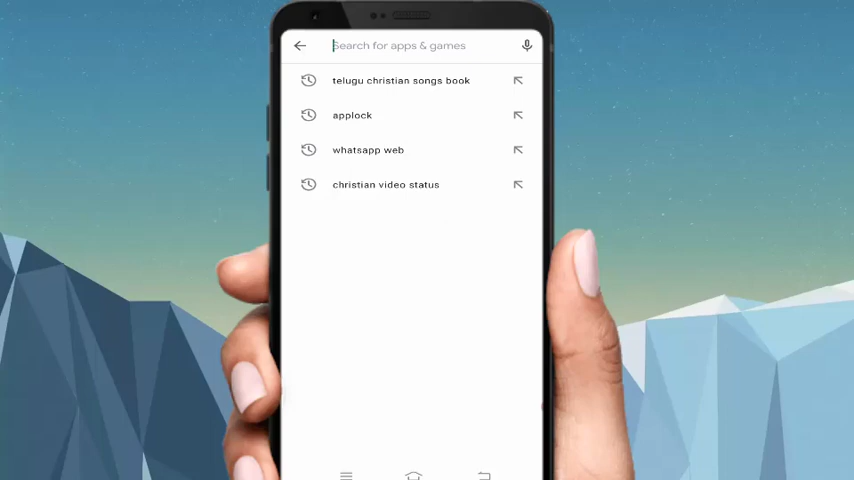 Search for apps & games
telugu christian songs book
applock
whatsapp web
christian video status